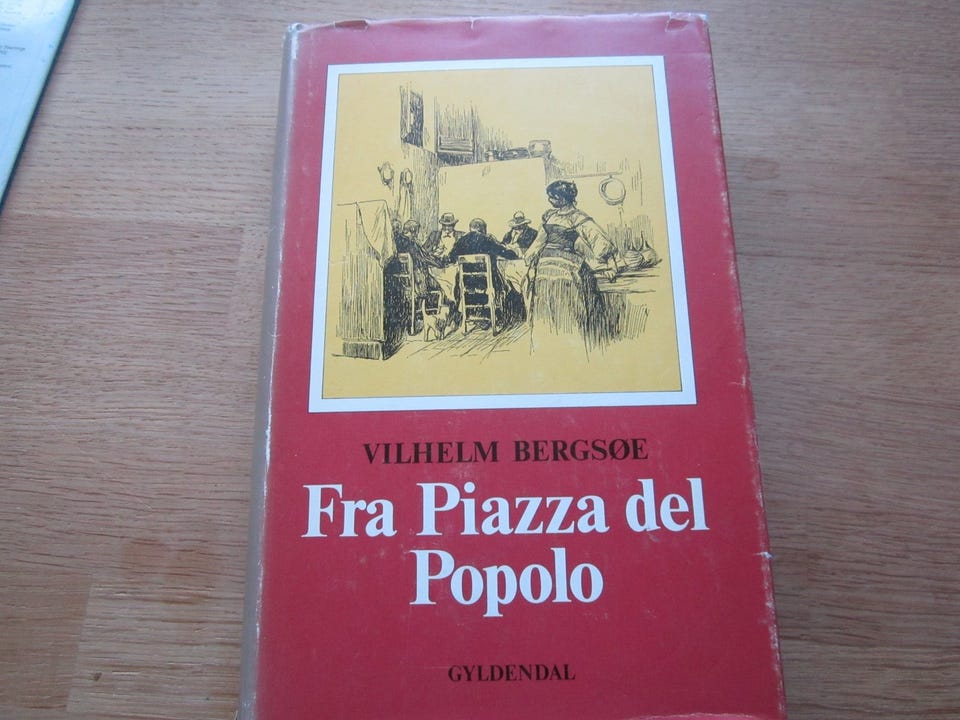 VILHELM BERGSØE
Fra Piazza del
Popolo
GYLDENDAL